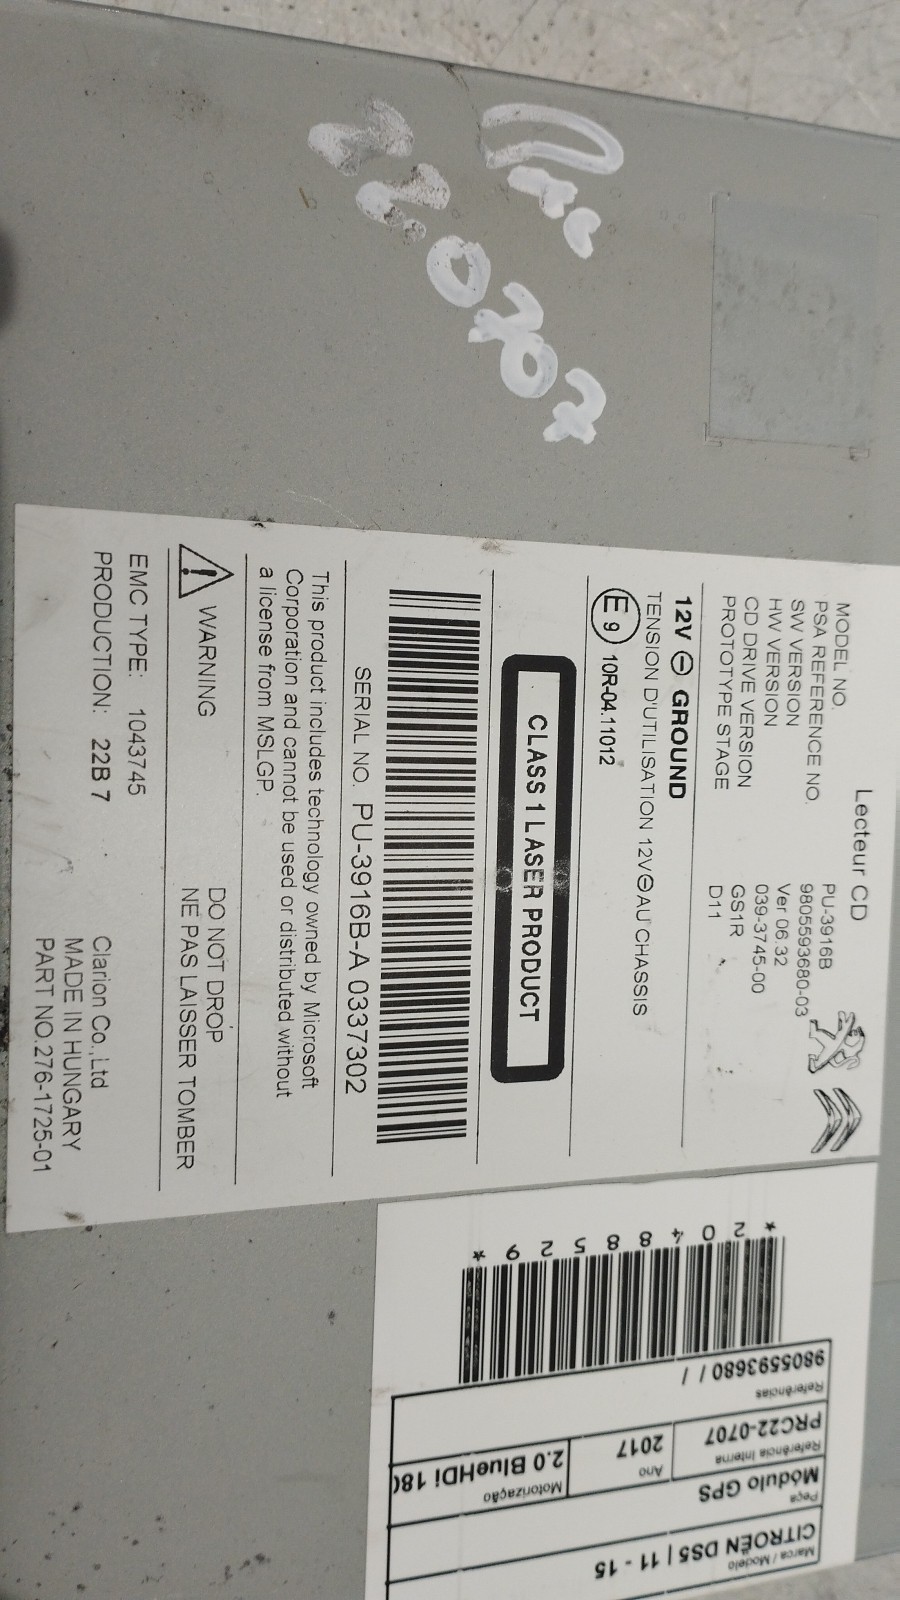 PRC
22.0707
Lecteur CD
MODEL NO. PU-3916B
PSA REFERENCE NO. 9805593680-03
SW VERSION Ver 06.32
HW VERSION 039-3745-00
CD DRIVE VERSION GS1R
PROTOTYPE STAGE D11
12V ⊖ GROUND
TENSION D'UTILISATION 12V⊖AU CHASSIS
E 9 10R-04.11012
CLASS 1 LASER PRODUCT
SERIAL NO. PU-3916B-A 0337302
This product includes technology owned by Microsoft
Corporation and cannot be used or distributed without
a license from MSLGP.
WARNING DO NOT DROP
NE PAS LAISSER TOMBER
EMC TYPE: 1043745
PRODUCTION: 22B 7
Clarion Co.,Ltd
MADE IN HUNGARY
PART NO.276-1725-01
Marca / Modelo
CITROËN DS5 | 11 - 15
Peça
Módulo GPS
Referência Interna Ano Motorização
PRC22-0707 2017 2.0 BlueHDi 18
Referências
9805593680 / /
*204885289*